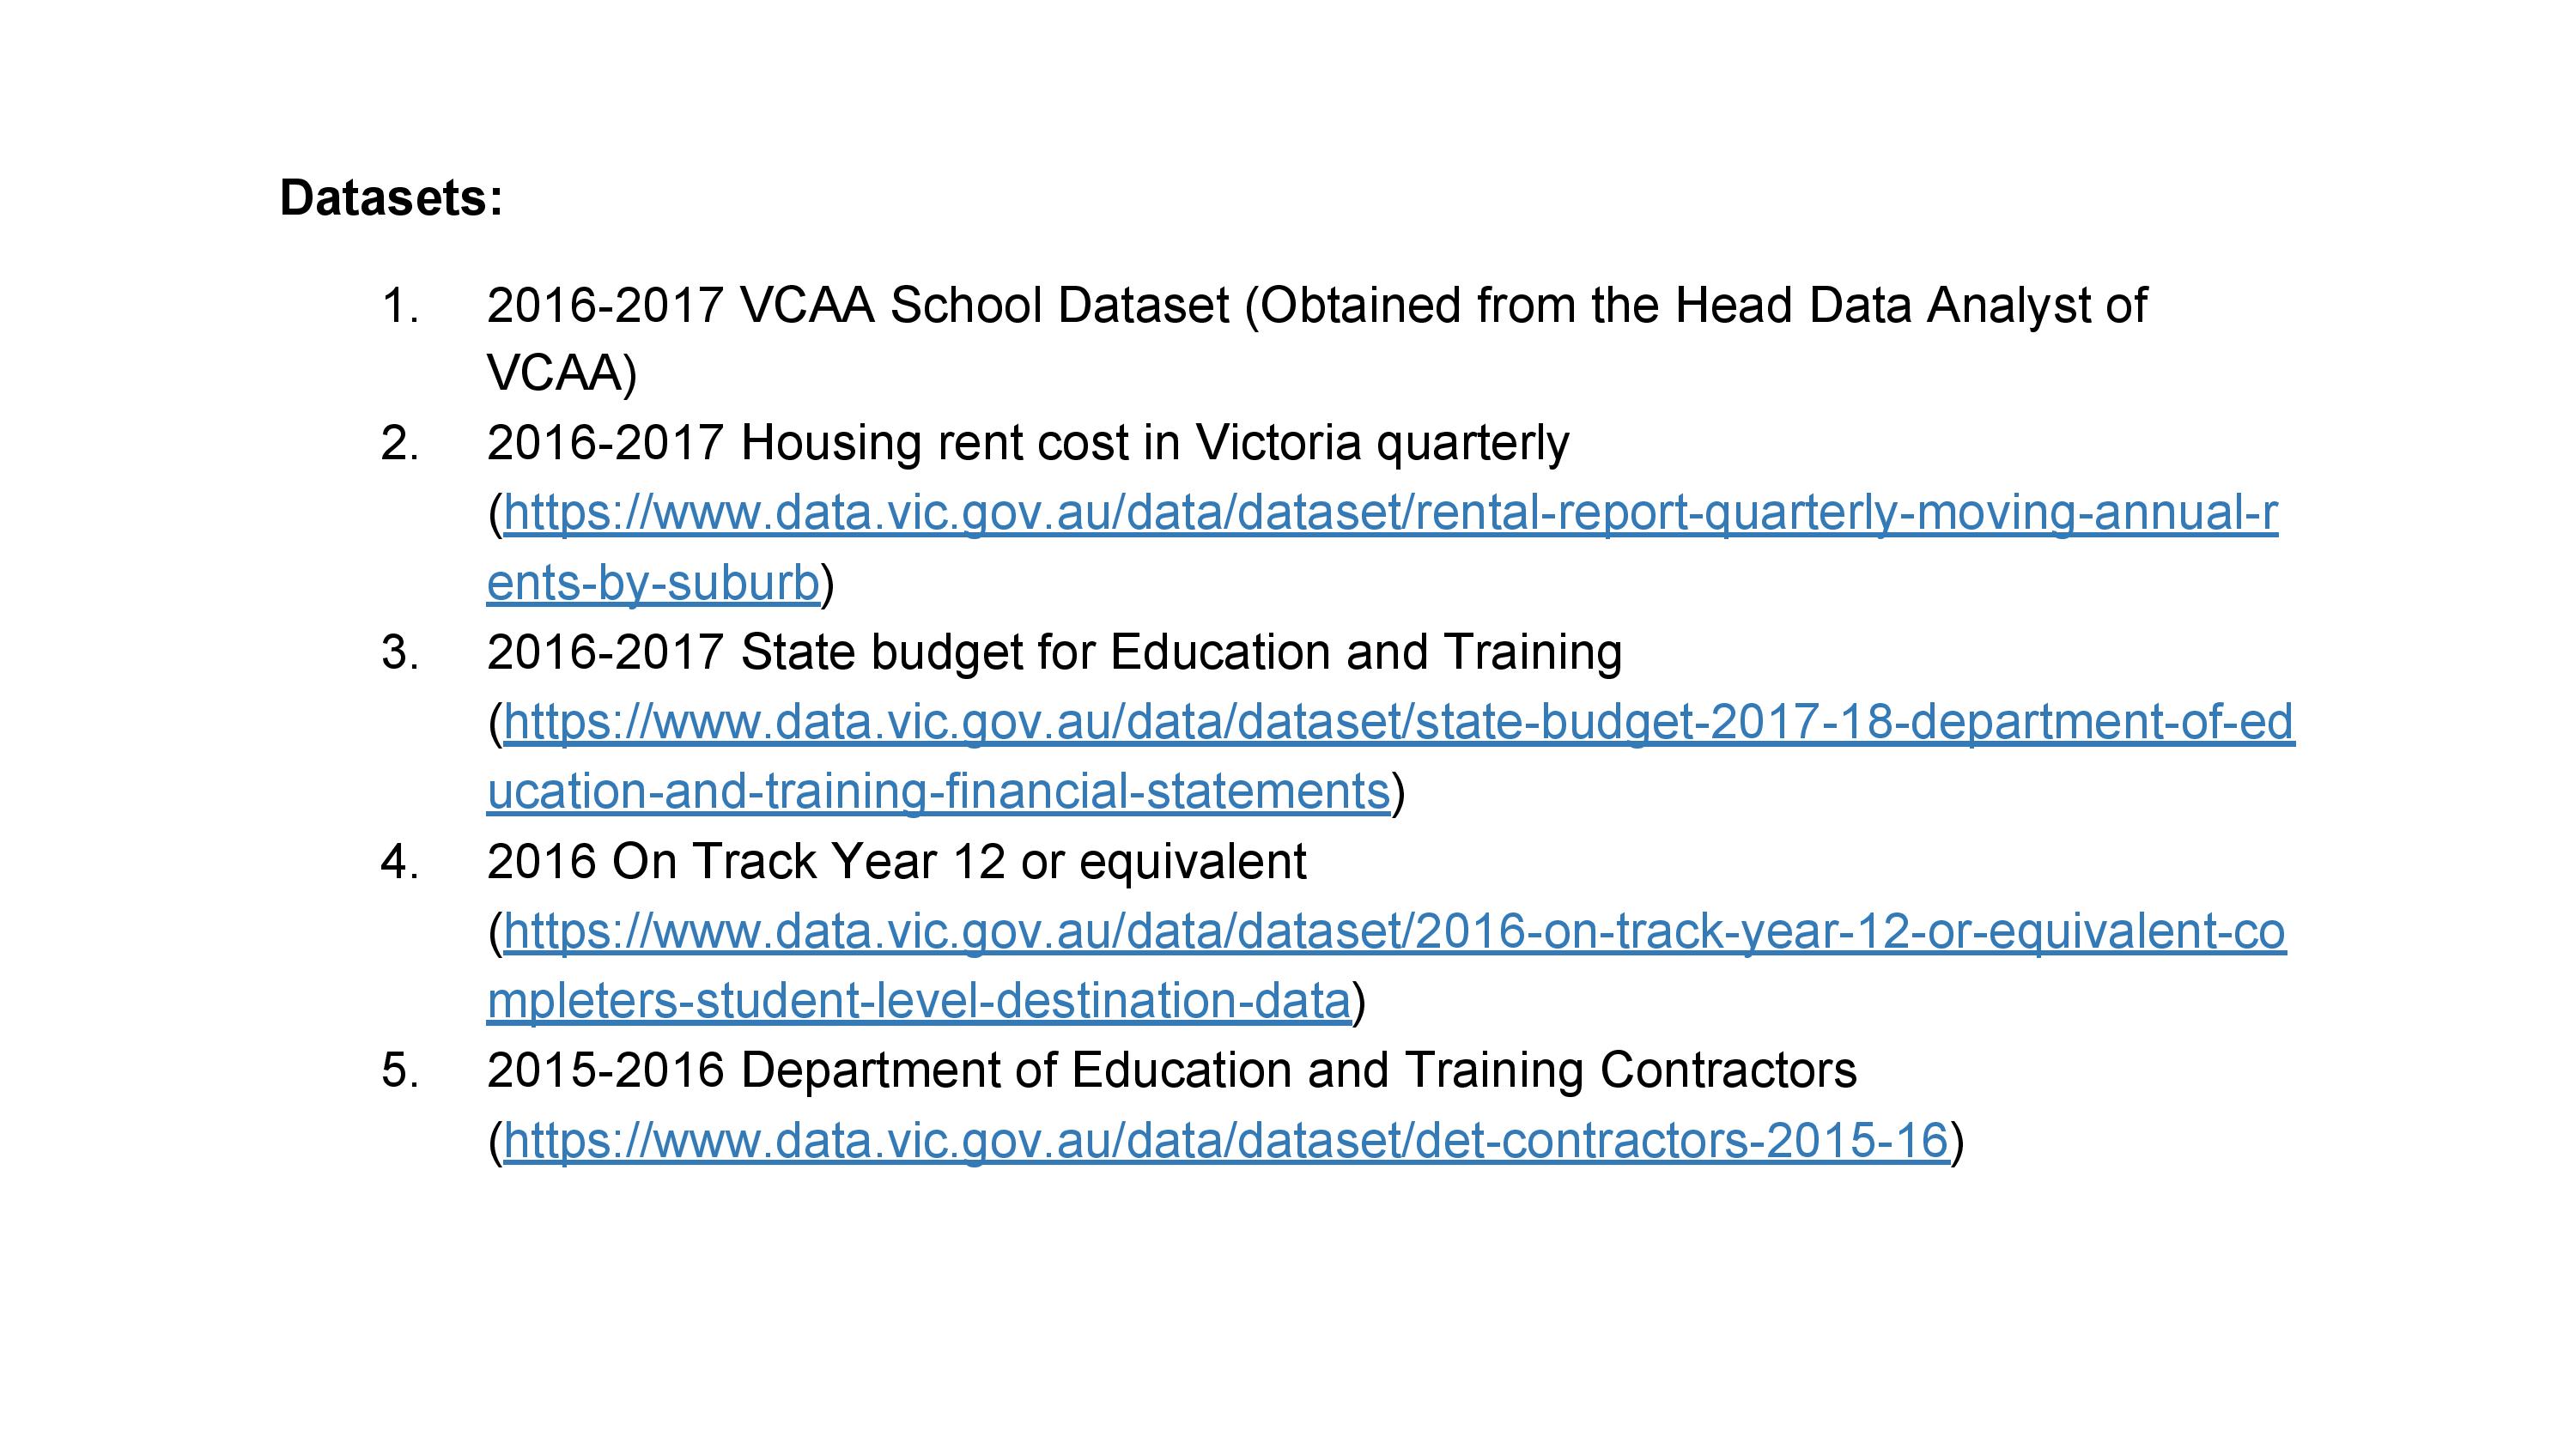 Datasets:
1. 2016-2017 VCAA School Dataset (Obtained from the Head Data Analyst of
VCAA)
2. 2016-2017 Housing rent cost in Victoria quarterly
(https://www.data.vic.gov.au/data/dataset/rental-report-quarterly-moving-annual-r
ents-by-suburb)
3. 2016-2017 State budget for Education and Training
(https://www.data.vic.gov.au/data/dataset/state-budget-2017-18-department-of-ed
ucation-and-training-financial-statements)
4. 2016 On Track Year 12 or equivalent
(https://www.data.vic.gov.au/data/dataset/2016-on-track-year-12-or-equivalent-co
mpleters-student-level-destination-data)
5. 2015-2016 Department of Education and Training Contractors
(https://www.data.vic.gov.au/data/dataset/det-contractors-2015-16)